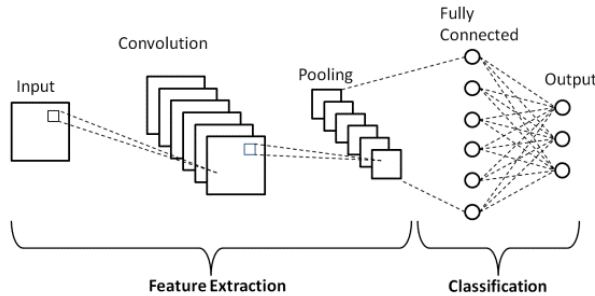 Fully
Connected
Convolution
Pooling
Output
Input
Feature Extraction
Classification